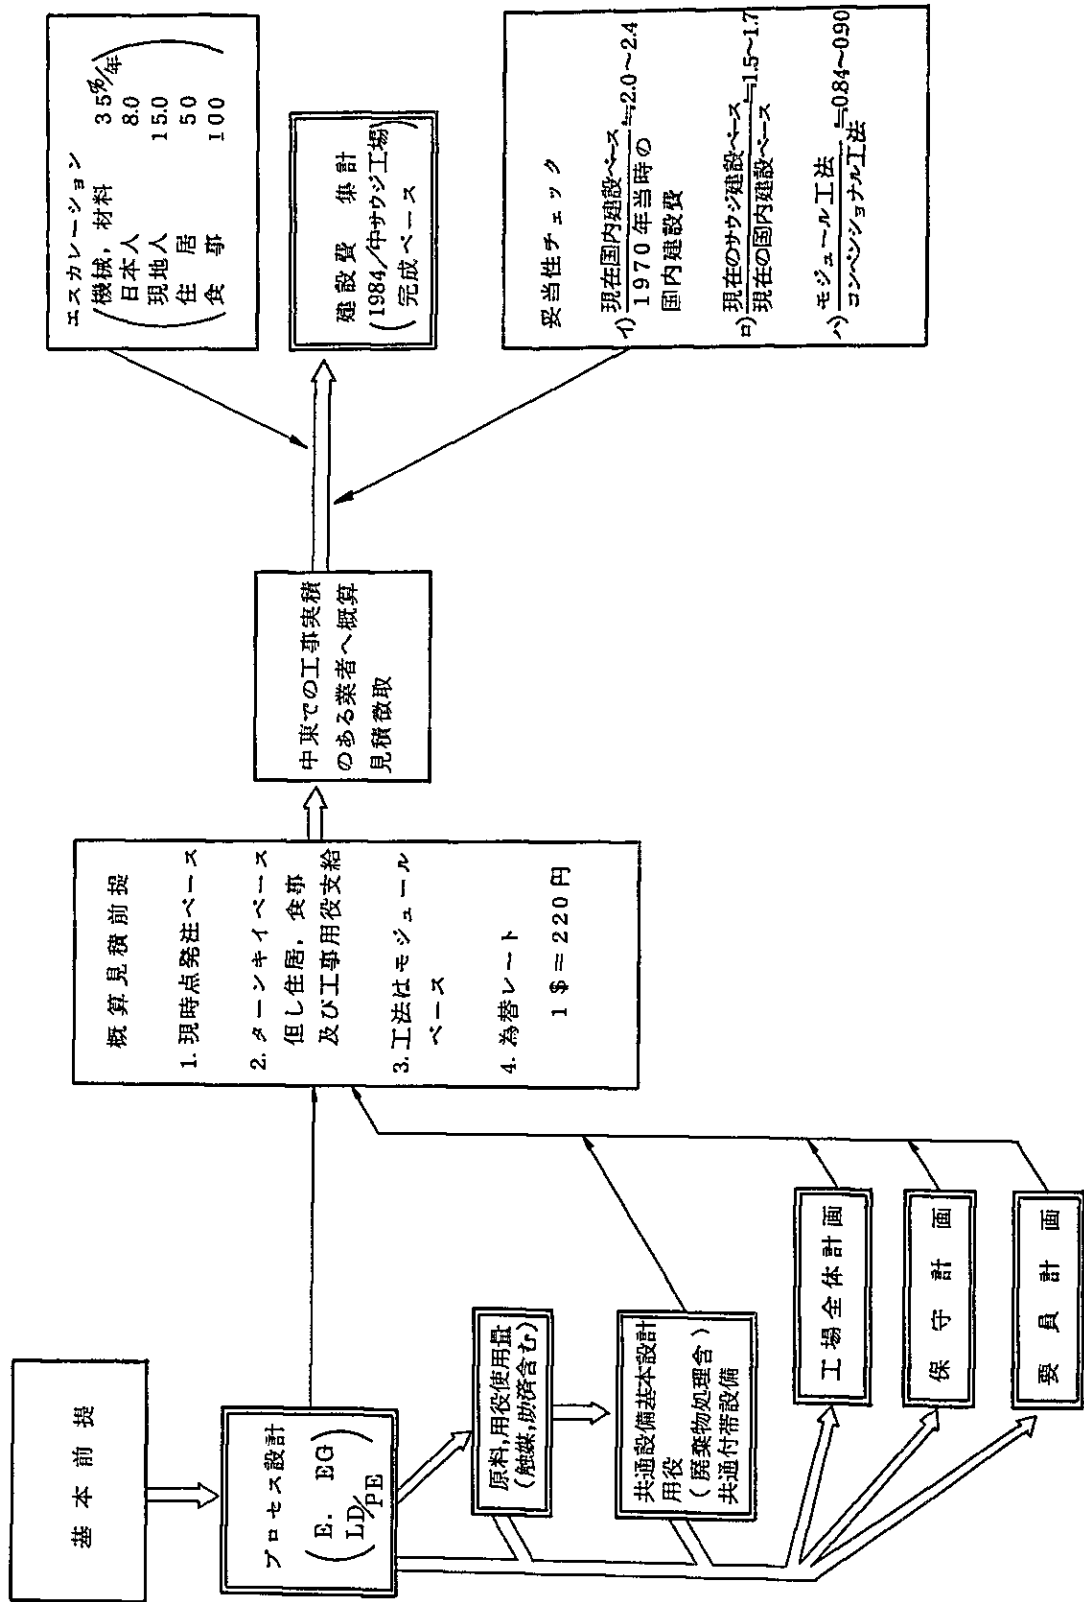 基本前提
プロセス設計
(E. EG
LD/PE)
原料,用役使用量
(触媒,助済含む)
共通設備基本設計
用役
(廃棄物処理含)
共通付帯設備
工場全体計画
保守計画
要員計画
概算見積前提
1. 現時点発注ベース
2. ターンキイベース
但し住居,食事
及び工事用役支給
3. 工法はモジュール
ベース
4. 為替レート
1$=220円
中東での工事実積
のある業者へ概算
見積徴取
エスカレーション
(機械,材料 35%/年
日本人 8.0
現地人 15.0
住居 50
食事 100)
建設費 集計
(1984/中サウジ工場
完成ベース)
妥当性チェック
イ) 現在国内建設ベース≒2.0~2.4
1970年当時の
国内建設費
ロ) 現在のサウジ建設ベース≒1.5~1.7
現在の国内建設ベース
ハ) モジュール工法≒0.84~0.90
コンベンショナル工法